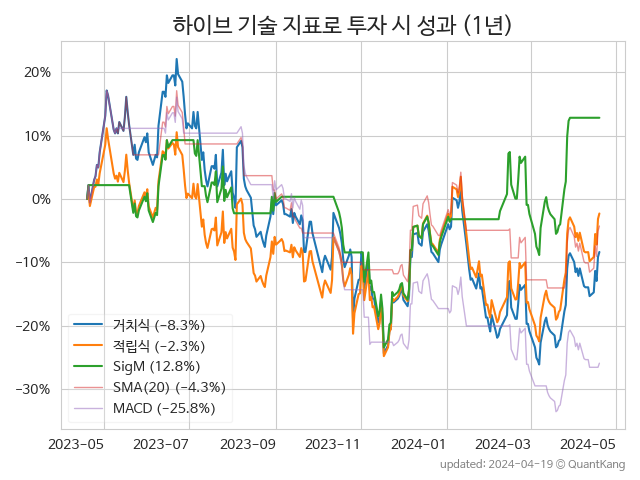 하이브 기술 지표로 투자 시 성과 (1년)
20%
10%
0%
−10%
−20%
−30%
거치식 (−8.3%)
적립식 (−2.3%)
SigM (12.8%)
SMA(20) (−4.3%)
MACD (−25.8%)
2023−05 2023−07 2023−09 2023−11 2024−01 2024−03 2024−05
updated: 2024−04−19 © QuantKang